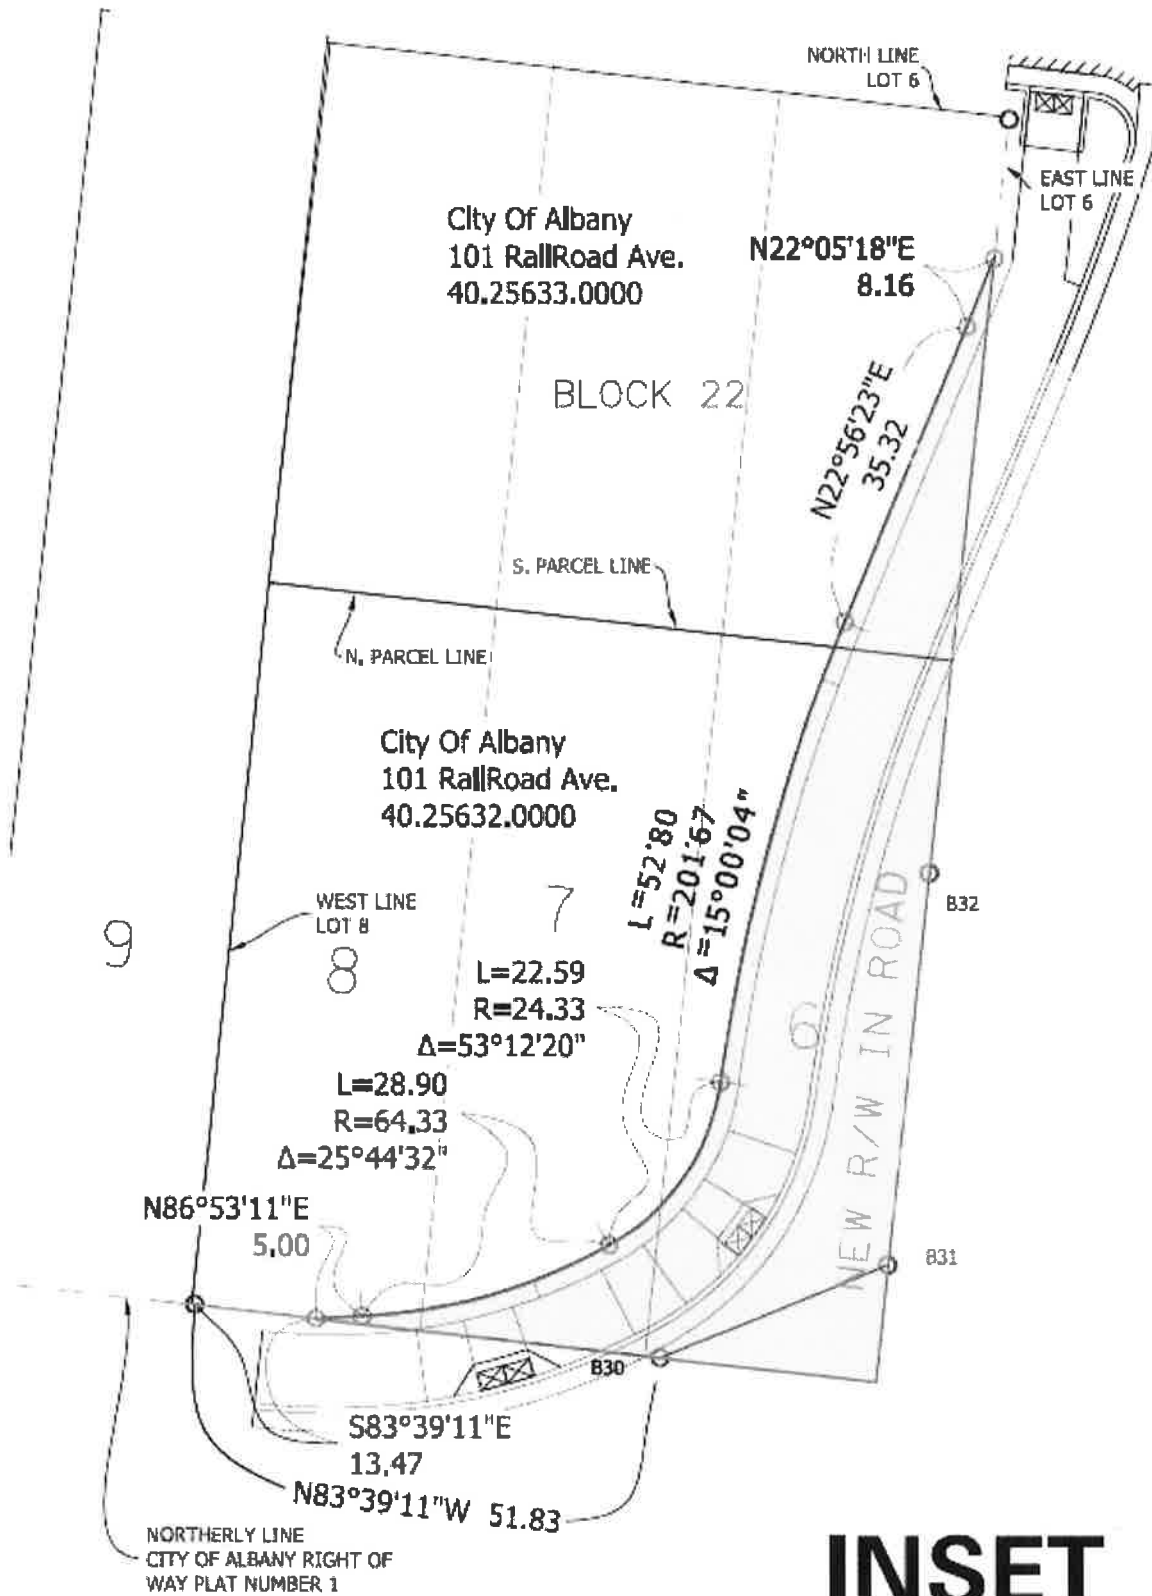 NORTH LINE
LOT 6
EAST LINE
LOT 6
City Of Albany
101 RailRoad Ave.
40.25633.0000
N22°05'18"E
8.16
BLOCK 22
N22°56'23"E
35.32
S. PARCEL LINE
N. PARCEL LINE
City Of Albany
101 RailRoad Ave.
40.25632.0000
L=52.80
R=201.67
Δ=15°00'04"
WEST LINE
LOT 8
9
8
7
6
B32
L=22.59
R=24.33
Δ=53°12'20"
L=28.90
R=64.33
Δ=25°44'32"
NEW R/W IN ROAD
N86°53'11"E
5.00
B31
B30
S83°39'11"E
13.47
N83°39'11"W 51.83
NORTHERLY LINE
CITY OF ALBANY RIGHT OF
WAY PLAT NUMBER 1
INSET